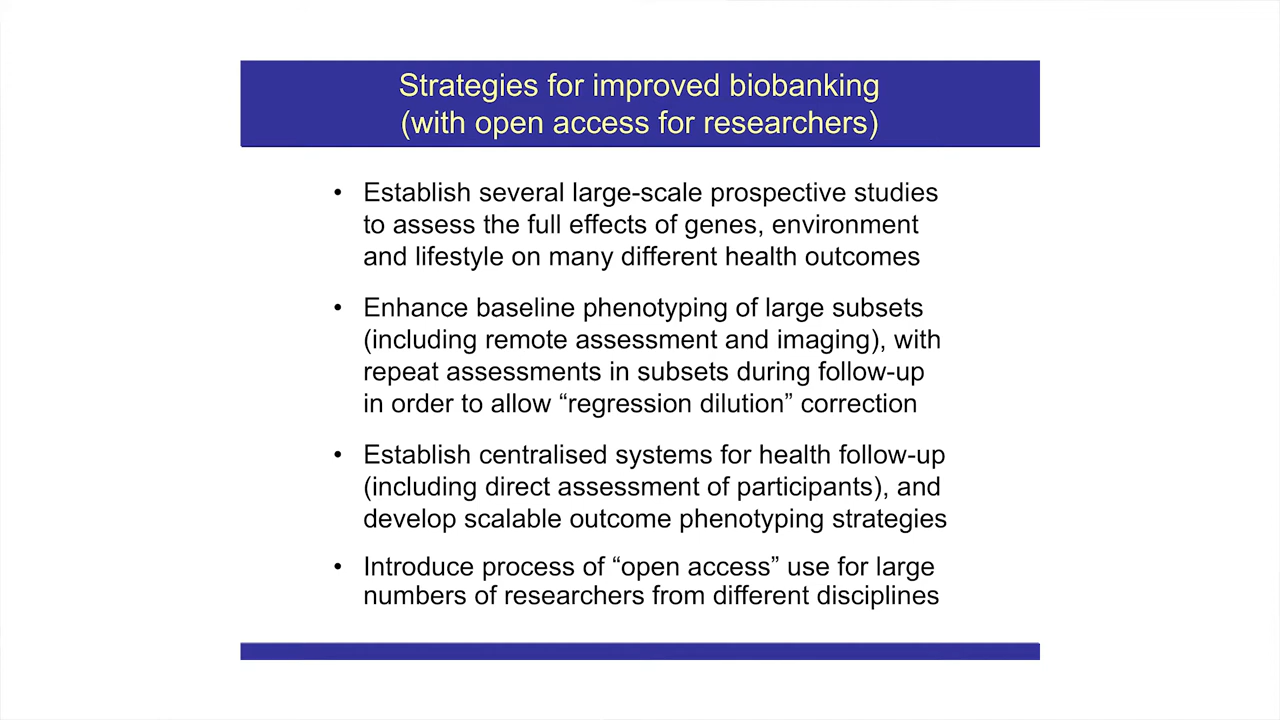 Strategies for improved biobanking
(with open access for researchers)
• Establish several large-scale prospective studies
to assess the full effects of genes, environment
and lifestyle on many different health outcomes
• Enhance baseline phenotyping of large subsets
(including remote assessment and imaging), with
repeat assessments in subsets during follow-up
in order to allow “regression dilution” correction
• Establish centralised systems for health follow-up
(including direct assessment of participants), and
develop scalable outcome phenotyping strategies
• Introduce process of “open access” use for large
numbers of researchers from different disciplines